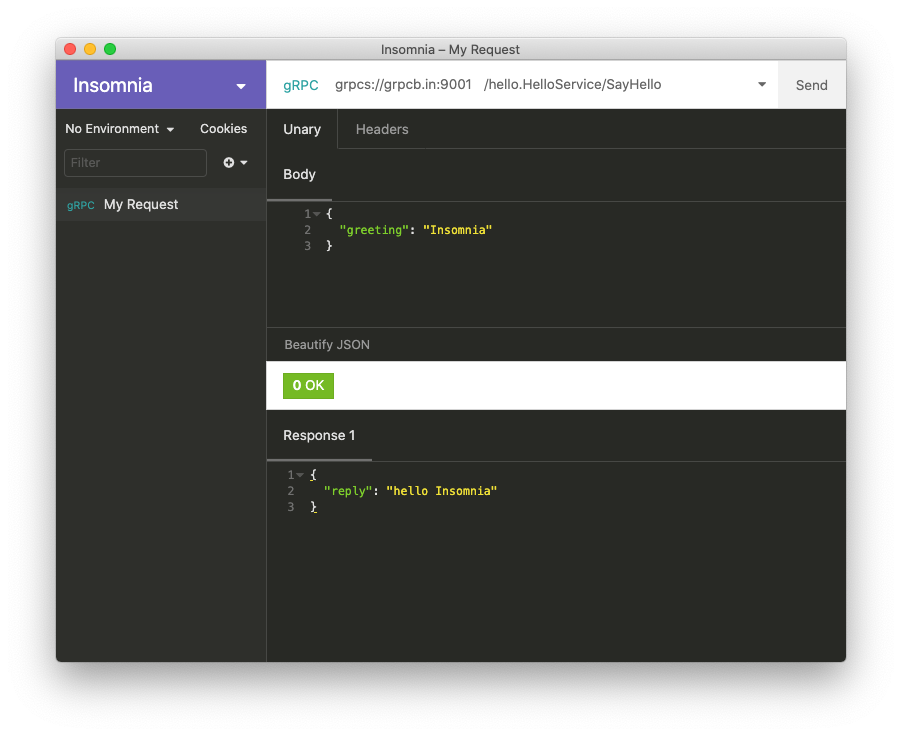 Insomnia – My Request
Insomnia
gRPC grpcs://grpcb.in:9001 /hello.HelloService/SayHello Send
No Environment Cookies
Unary Headers
Filter
Body
gRPC My Request
1 {
2 "greeting": "Insomnia"
3 }
Beautify JSON
0 OK
Response 1
1 {
2 "reply": "hello Insomnia"
3 }